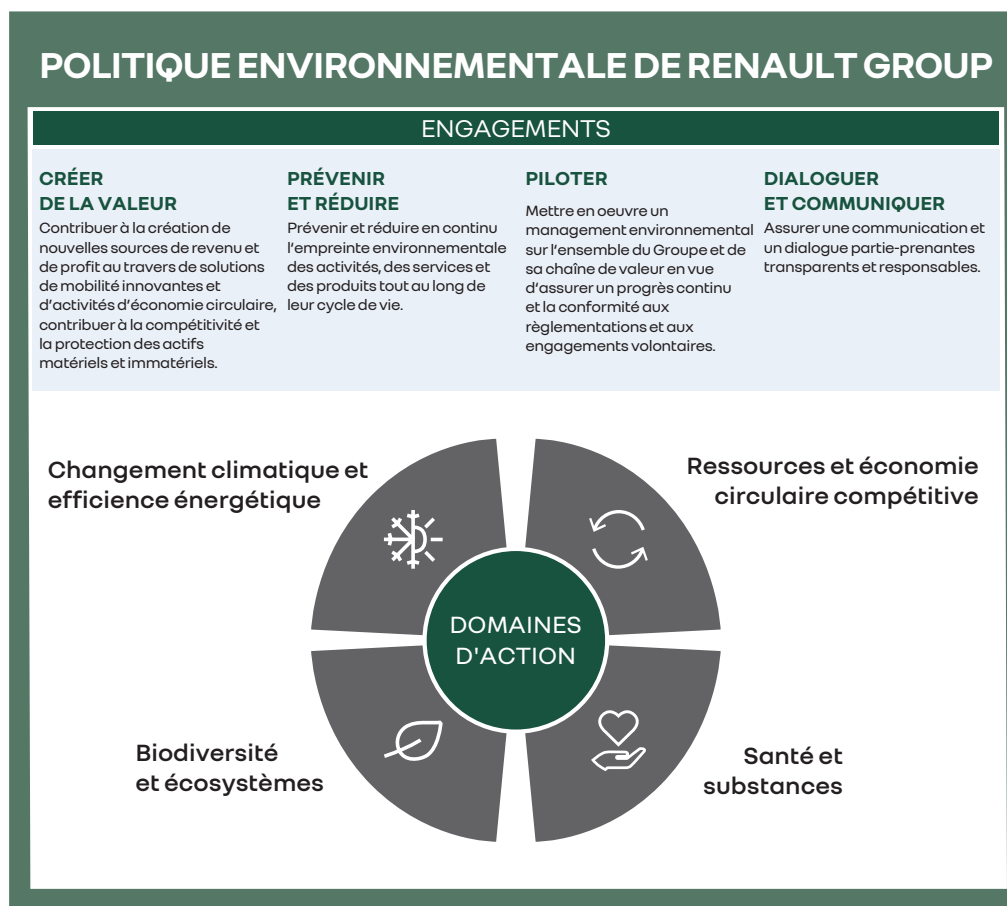 POLITIQUE ENVIRONNEMENTALE DE RENAULT GROUP
ENGAGEMENTS
CRÉER
DE LA VALEUR
Contribuer à la création de
nouvelles sources de revenu et
de profit au travers de solutions
de mobilité innovantes et
d'activités d'économie circulaire,
contribuer à la compétitivité et
la protection des actifs
matériels et immatériels.
PRÉVENIR
ET RÉDUIRE
Prévenir et réduire en continu
l'empreinte environnementale
des activités, des services et
des produits tout au long de
leur cycle de vie.
PILOTER
Mettre en oeuvre un
management environnemental
sur l'ensemble du Groupe et de
sa chaîne de valeur en vue
d'assurer un progrès continu
et la conformité aux
règlementations et aux
engagements volontaires.
DIALOGUER
ET COMMUNIQUER
Assurer une communication et
un dialogue partie-prenantes
transparents et responsables.
Changement climatique et
efficience énergétique
Ressources et économie
circulaire compétitive
DOMAINES
D'ACTION
Biodiversité
et écosystèmes
Santé et
substances